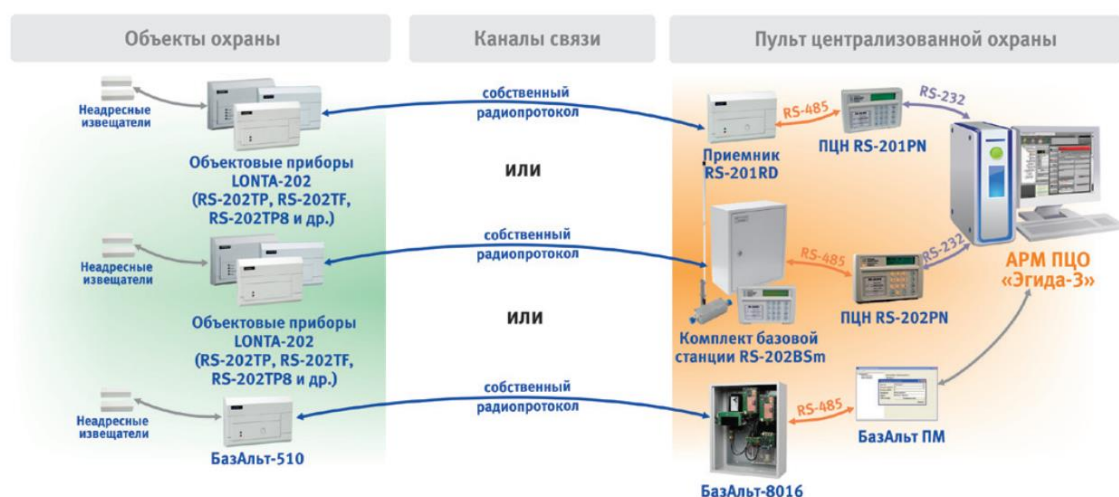 Объекты охраны
Каналы связи
Пульт централизованной охраны
Неадресные
извещатели
Объектовые приборы
LONTA-202
(RS-202TP, RS-202TF,
RS-202TP8 и др.)
собственный
радиопротокол
ИЛИ
Приемник
RS-201RD
RS-485
ПЦН RS-201PN
RS-232
Неадресные
извещатели
Объектовые приборы
LONTA-202
(RS-202TP, RS-202TF,
RS-202TP8 и др.)
собственный
радиопротокол
ИЛИ
Комплект базовой
станции RS-202BSm
RS-485
ПЦН RS-202PN
RS-232
АРМ ПЦО
«Эгида-3»
Неадресные
извещатели
БазАльт-510
собственный
радиопротокол
БазАльт-8016
RS-485
БазАльт ПМ